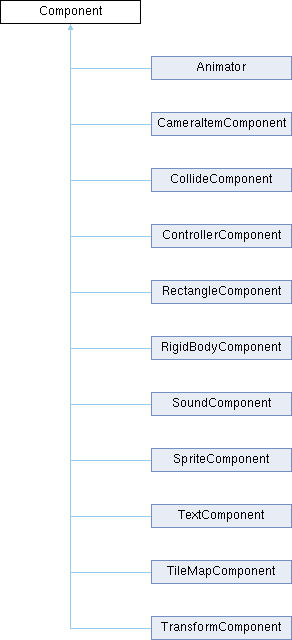 Component
Animator
CameraItemComponent
CollideComponent
ControllerComponent
RectangleComponent
RigidBodyComponent
SoundComponent
SpriteComponent
TextComponent
TileMapComponent
TransformComponent